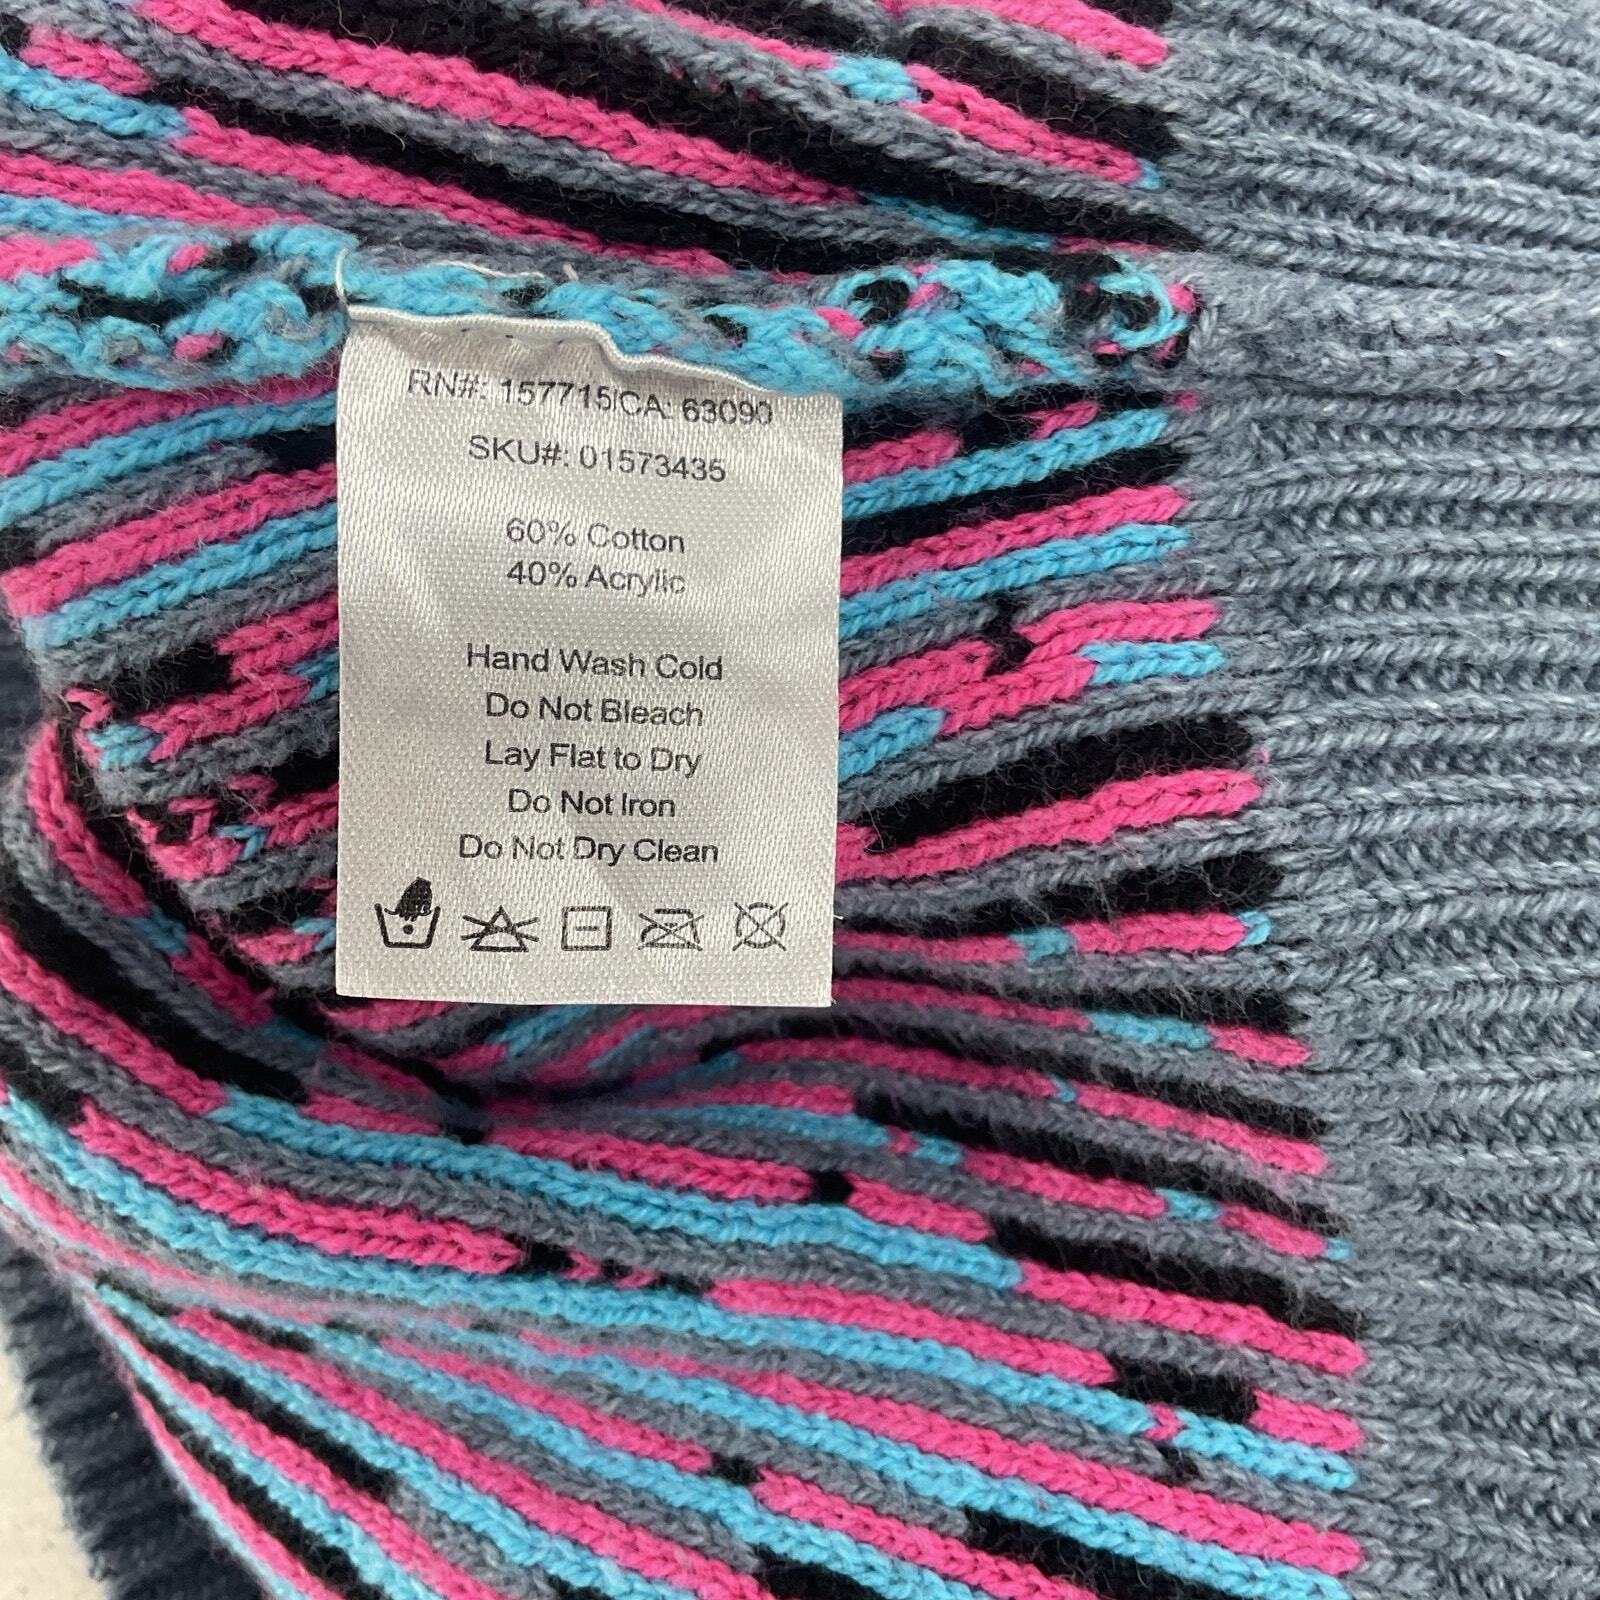 RN#: 157715|CA: 63090
SKU#: 01573435
60% Cotton
40% Acrylic
Hand Wash Cold
Do Not Bleach
Lay Flat to Dry
Do Not Iron
Do Not Dry Clean